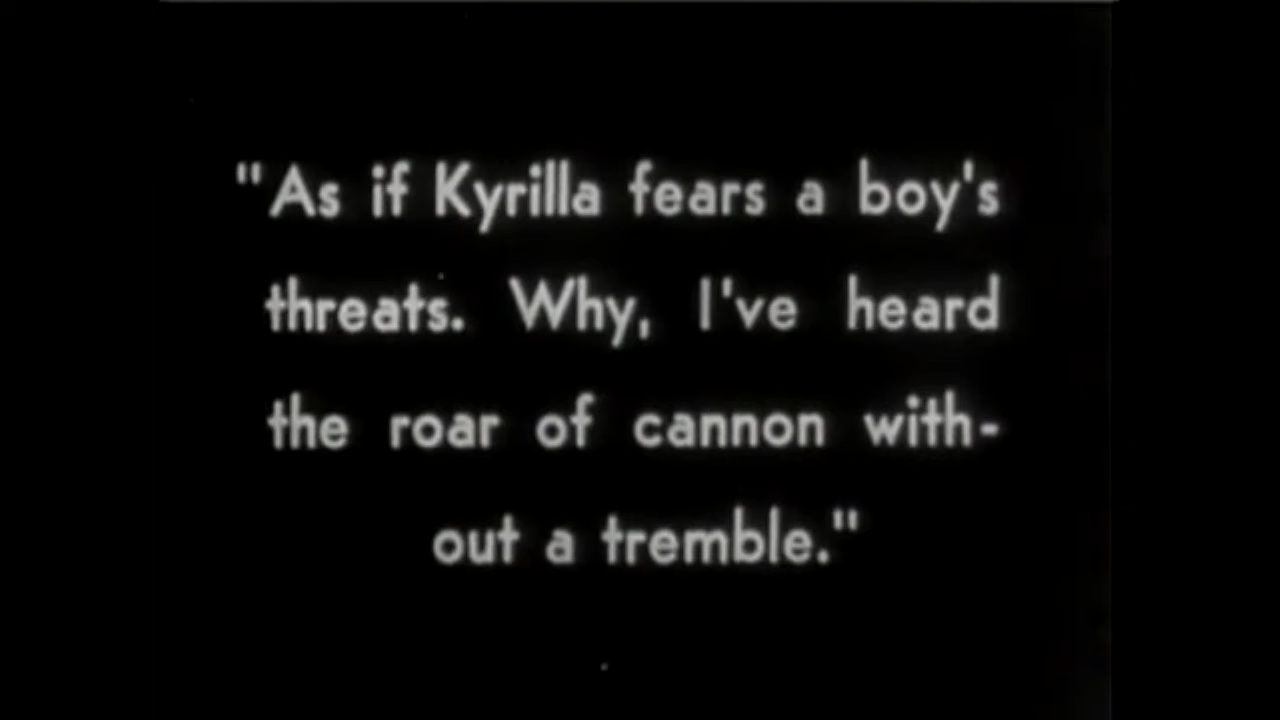 "As if Kyrilla fears a boy's
threats. Why, I've heard
the roar of cannon with-
out a tremble."